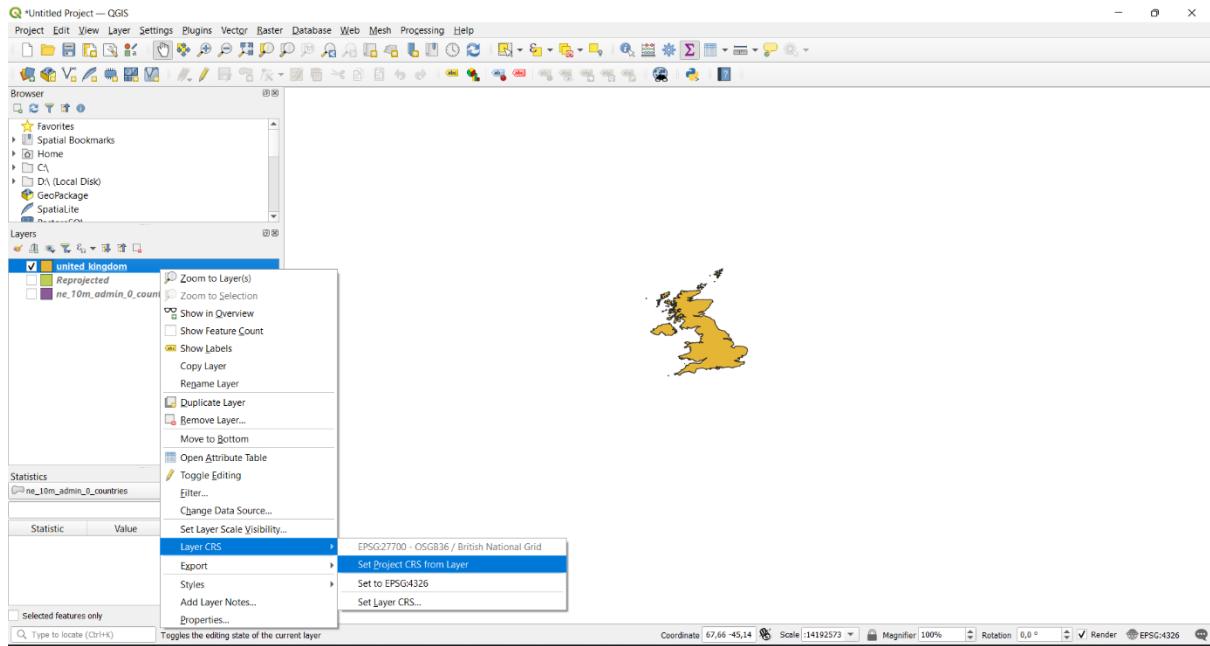 *Untitled Project — QGIS
Project Edit View Layer Settings Plugins Vector Raster Database Web Mesh Processing Help
Browser
Favorites
Spatial Bookmarks
Home
C:\
D:\ (Local Disk)
GeoPackage
SpatiaLite
Layers
united_kingdom
Reprojected
ne_10m_admin_0_coun
Zoom to Layer(s)
Zoom to Selection
Show in Overview
Show Feature Count
Show Labels
Copy Layer
Rename Layer
Duplicate Layer
Remove Layer...
Move to Bottom
Open Attribute Table
Toggle Editing
Filter...
Change Data Source...
Set Layer Scale Visibility...
Layer CRS
Export
Styles
Add Layer Notes...
Properties...
EPSG:27700 - OSGB36 / British National Grid
Set Project CRS from Layer
Set to EPSG:4326
Set Layer CRS...
Statistics
ne_10m_admin_0_countries
Statistic Value
Selected features only
Type to locate (Ctrl+K) Toggles the editing state of the current layer Coordinate 67,66 -45,14 Scale :14192573 Magnifier 100% Rotation 0,0 ° Render EPSG:4326